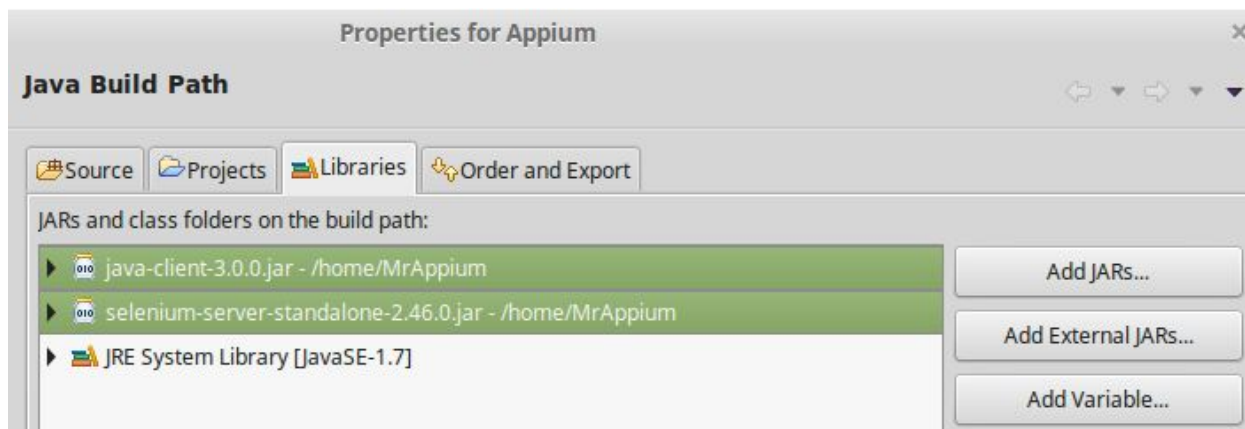 Properties for Appium
Java Build Path
Source Projects Libraries Order and Export
JARs and class folders on the build path:
java-client-3.0.0.jar - /home/MrAppium
Add JARs...
selenium-server-standalone-2.46.0.jar - /home/MrAppium
Add External JARs...
JRE System Library [JavaSE-1.7]
Add Variable...